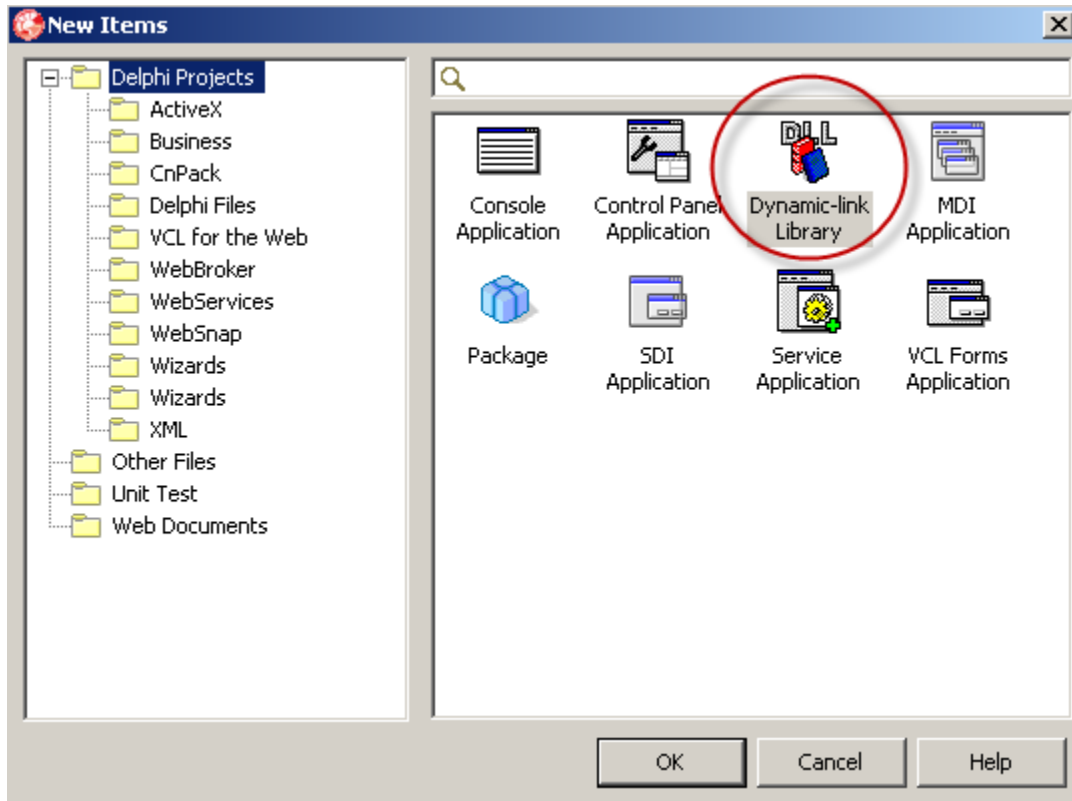 New Items
Delphi Projects
ActiveX
Business
CnPack
Delphi Files
VCL for the Web
WebBroker
WebServices
WebSnap
Wizards
Wizards
XML
Other Files
Unit Test
Web Documents
Console
Application
Control Panel
Application
DLL
Dynamic-link
Library
MDI
Application
Package
SDI
Application
Service
Application
VCL Forms
Application
OK
Cancel
Help